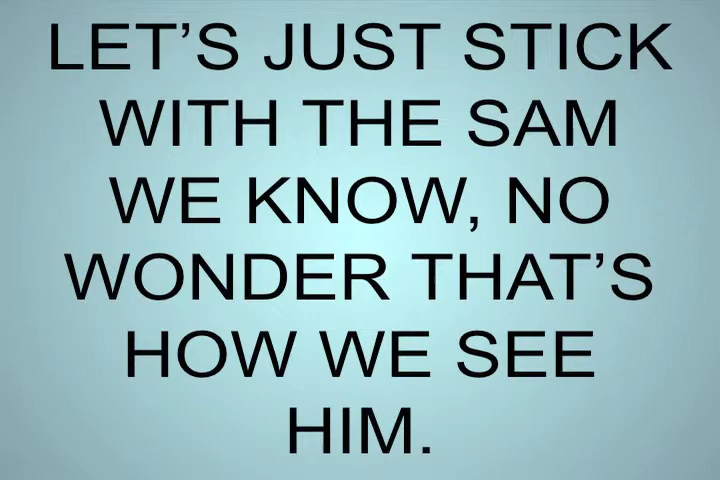 LET’S JUST STICK
WITH THE SAM
WE KNOW, NO
WONDER THAT’S
HOW WE SEE
HIM.